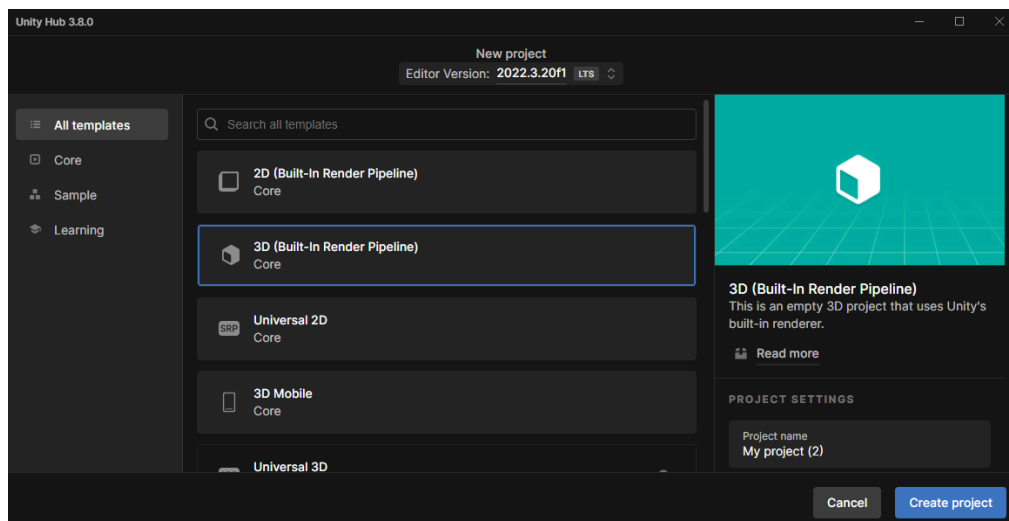 Unity Hub 3.8.0
New project
Editor Version: 2022.3.20f1 LTS
All templates
Core
Sample
Learning
Search all templates
2D (Built-In Render Pipeline)
Core
3D (Built-In Render Pipeline)
Core
SRP
Universal 2D
Core
3D Mobile
Core
Universal 3D
3D (Built-In Render Pipeline)
This is an empty 3D project that uses Unity's
built-in renderer.
Read more
PROJECT SETTINGS
Project name
My project (2)
Cancel
Create project